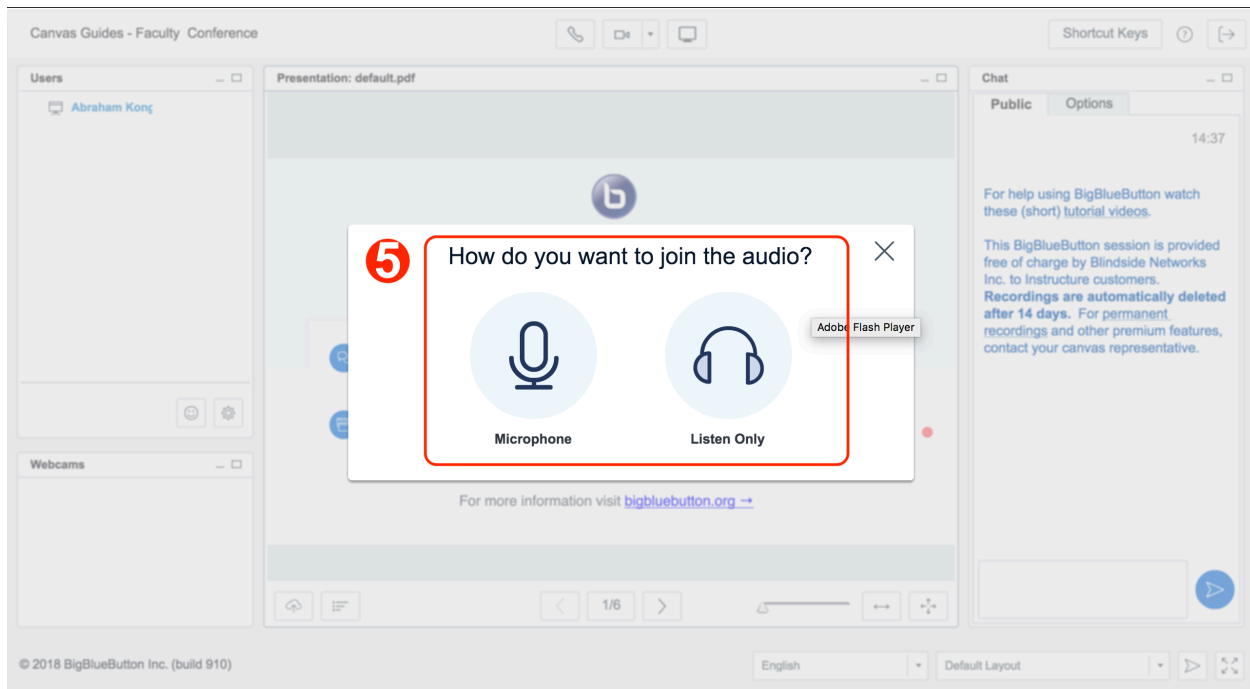 Canvas Guides - Faculty Conference
Shortcut Keys
?
Users
Abraham Kong
Presentation: default.pdf
Chat
Public
Options
14:37
For help using BigBlueButton watch
these (short) tutorial videos.
This BigBlueButton session is provided
free of charge by Blindside Networks
Inc. to Instructure customers.
Recordings are automatically deleted
after 14 days. For permanent
recordings and other premium features,
contact your canvas representative.
b
5
How do you want to join the audio?
Adobe Flash Player
Microphone
Listen Only
Webcams
For more information visit bigbluebutton.org →
1/6
© 2018 BigBlueButton Inc. (build 910)
English
Default Layout